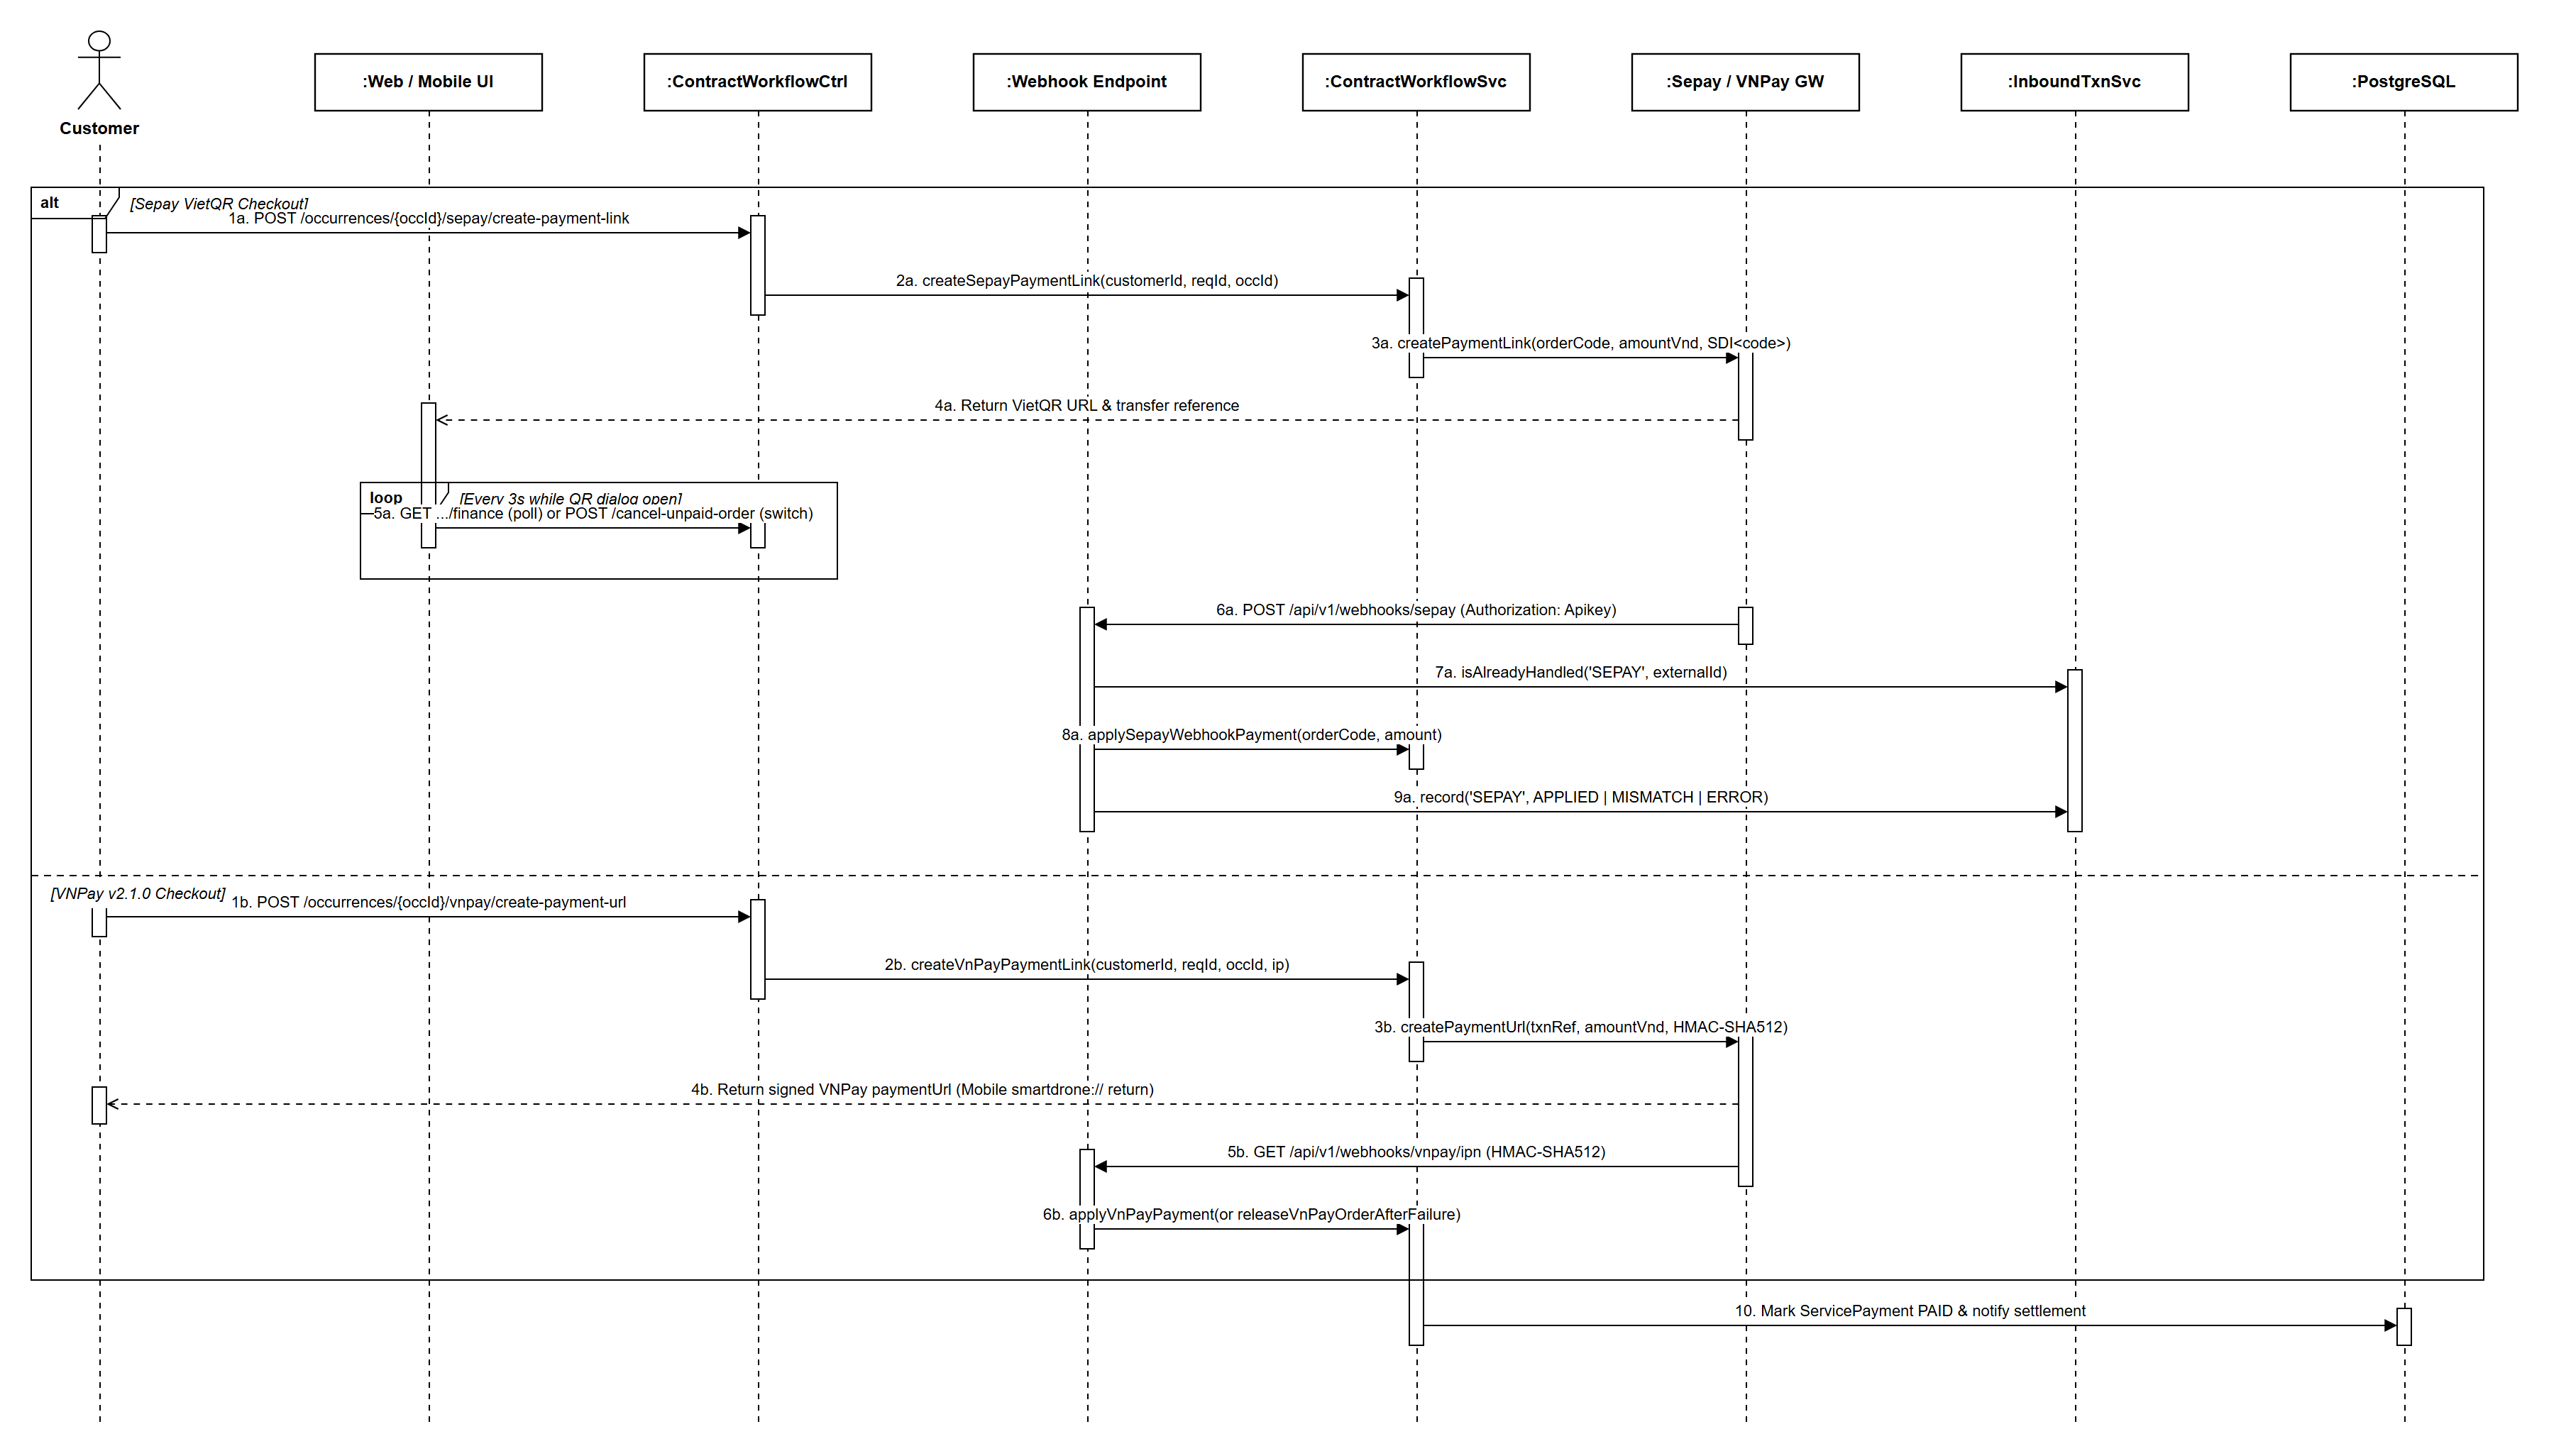 :Web / Mobile UI
:ContractWorkflowCtrl
:Webhook Endpoint
:ContractWorkflowSvc
:Sepay / VNPay GW
:InboundTxnSvc
:PostgreSQL
Customer
alt
[Sepay VietQR Checkout]
1a. POST /occurrences/{occId}/sepay/create-payment-link
2a. createSepayPaymentLink(customerId, reqId, occId)
3a. createPaymentLink(orderCode, amountVnd, SDI<code>)
4a. Return VietQR URL & transfer reference
loop
[Every 3s while QR dialog open]
5a. GET .../finance (poll) or POST /cancel-unpaid-order (switch)
6a. POST /api/v1/webhooks/sepay (Authorization: Apikey)
7a. isAlreadyHandled('SEPAY', externalId)
8a. applySepayWebhookPayment(orderCode, amount)
9a. record('SEPAY', APPLIED | MISMATCH | ERROR)
[VNPay v2.1.0 Checkout]
1b. POST /occurrences/{occId}/vnpay/create-payment-url
2b. createVnPayPaymentLink(customerId, reqId, occId, ip)
3b. createPaymentUrl(txnRef, amountVnd, HMAC-SHA512)
4b. Return signed VNPay paymentUrl (Mobile smartdrone:// return)
5b. GET /api/v1/webhooks/vnpay/ipn (HMAC-SHA512)
6b. applyVnPayPayment(or releaseVnPayOrderAfterFailure)
10. Mark ServicePayment PAID & notify settlement